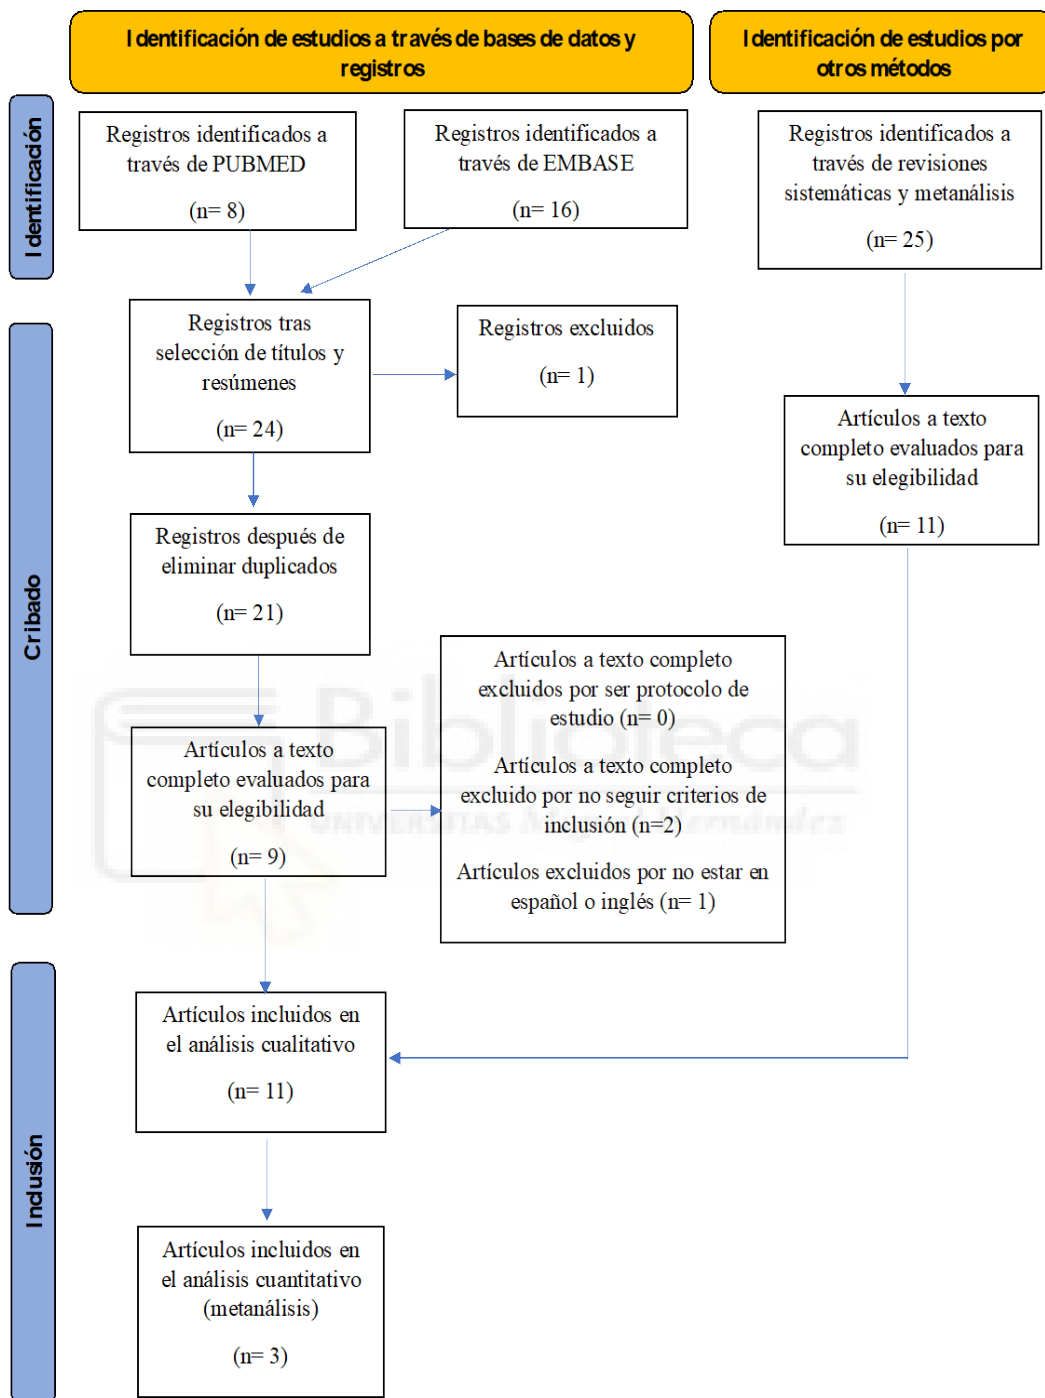 Identificación de estudios a través de bases de datos y
registros
Identificación de estudios por
otros métodos
Identificación
Registros identificados a
través de PUBMED
(n= 8)
Registros identificados a
través de EMBASE
(n= 16)
Registros identificados a
través de revisiones
sistemáticas y metanálisis
(n= 25)
Cribado
Registros tras
selección de títulos y
resúmenes
(n= 24)
Registros excluidos
(n= 1)
Artículos a texto
completo evaluados para
su elegibilidad
(n= 11)
Registros después de
eliminar duplicados
(n= 21)
Artículos a texto completo
excluidos por ser protocolo de
estudio (n= 0)
Artículos a texto completo
excluido por no seguir criterios de
inclusión (n=2)
Artículos excluidos por no estar en
español o inglés (n= 1)
Artículos a texto
completo evaluados para
su elegibilidad
(n= 9)
Biblioteca
UNIVERSITAS Miguel Hernández
Inclusión
Artículos incluidos en
el análisis cualitativo
(n= 11)
Artículos incluidos en
el análisis cuantitativo
(metanálisis)
(n= 3)